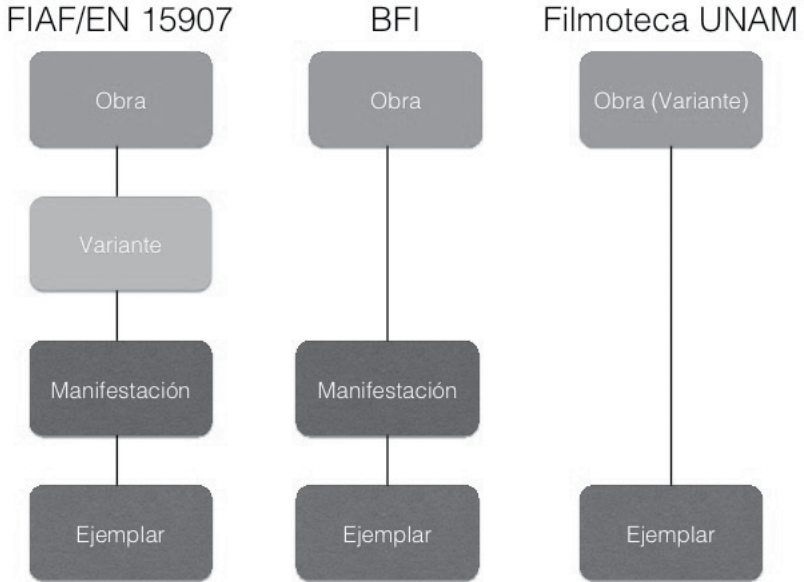 FIAF/EN 15907
BFI
Filmoteca UNAM
Obra
Obra
Obra (Variante)
Variante
Manifestación
Manifestación
Ejemplar
Ejemplar
Ejemplar